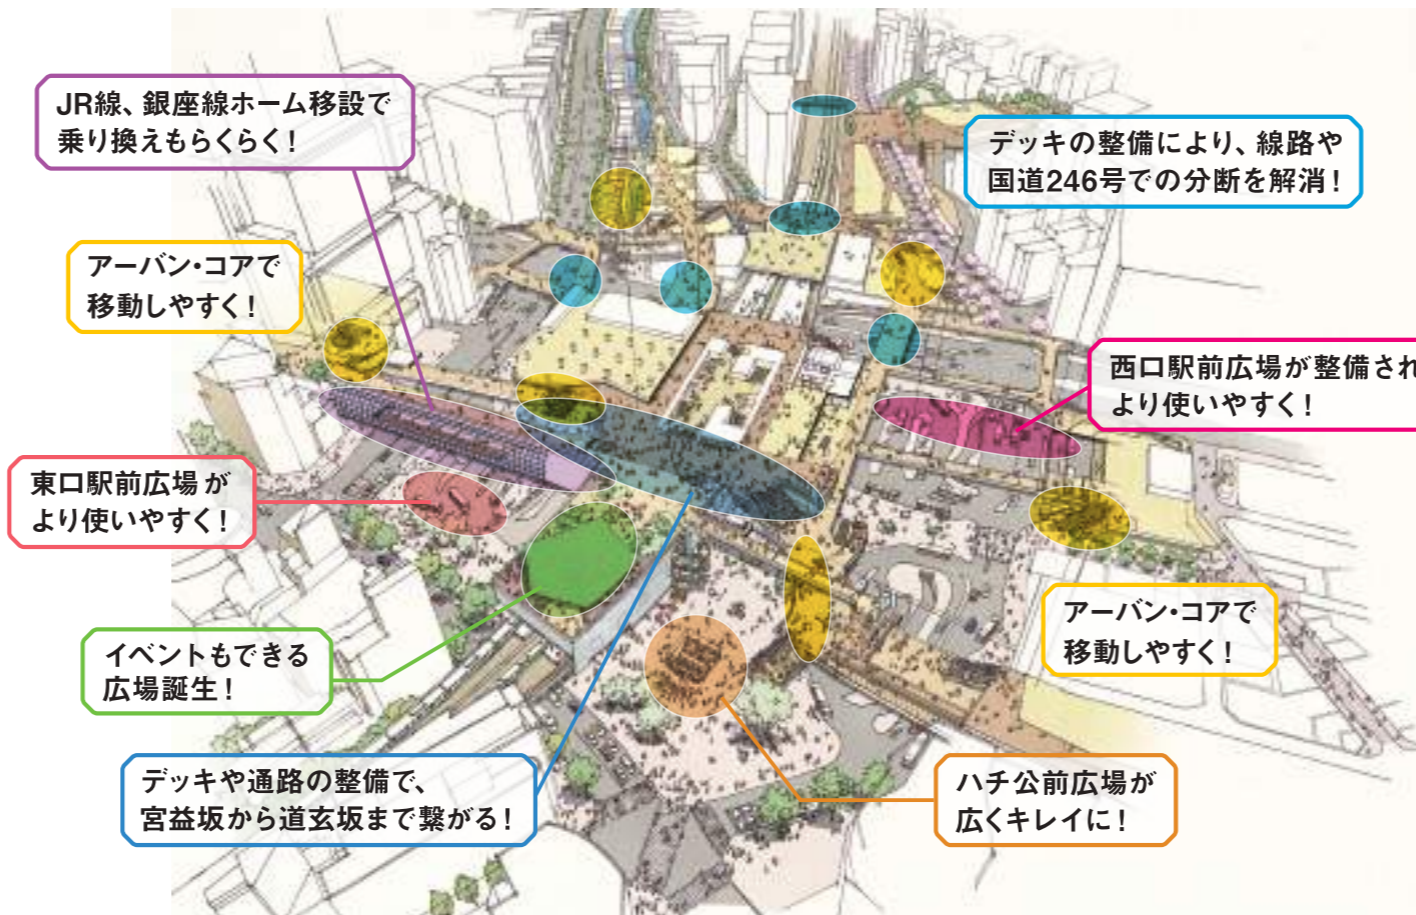 JR線、銀座線ホーム移設で
乗り換えもらくらく！
デッキの整備により、線路や
国道246号での分断を解消！
アーバン・コアで
移動しやすく！
西口駅前広場が整備され
より使いやすく！
東口駅前広場が
より使いやすく！
アーバン・コアで
移動しやすく！
イベントもできる
広場誕生！
デッキや通路の整備で、
宮益坂から道玄坂まで繋がる！
ハチ公前広場が
広くキレイに！